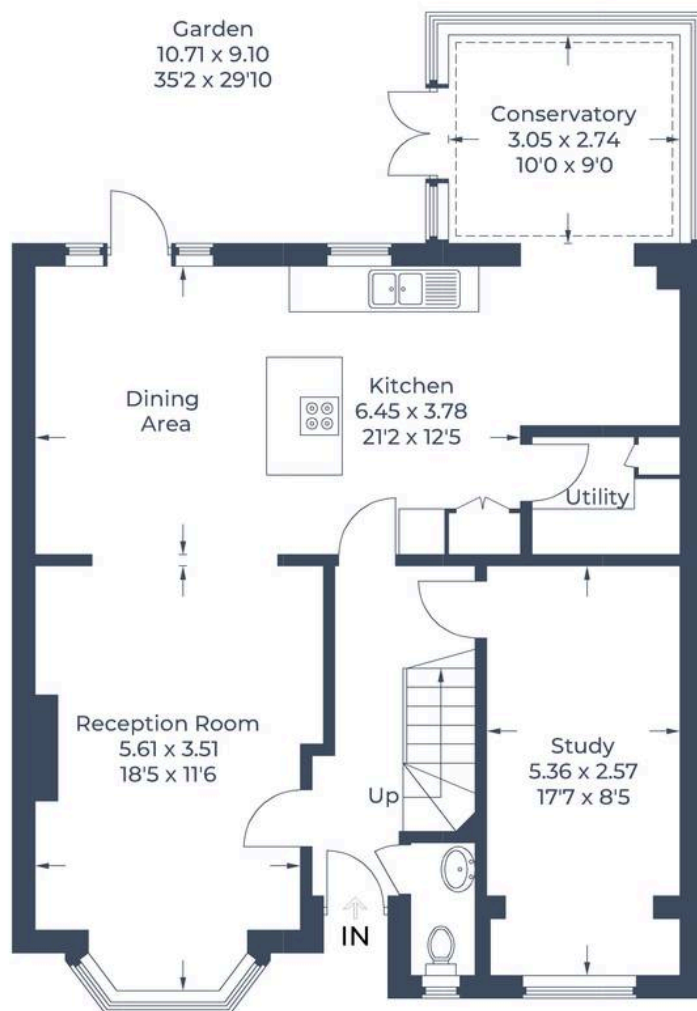 Garden
10.71 x 9.10
35'2 x 29'10
Conservatory
3.05 x 2.74
10'0 x 9'0
Dining
Area
Kitchen
6.45 x 3.78
21'2 x 12'5
Utility
Reception Room
5.61 x 3.51
18'5 x 11'6
Up
Study
5.36 x 2.57
17'7 x 8'5
IN